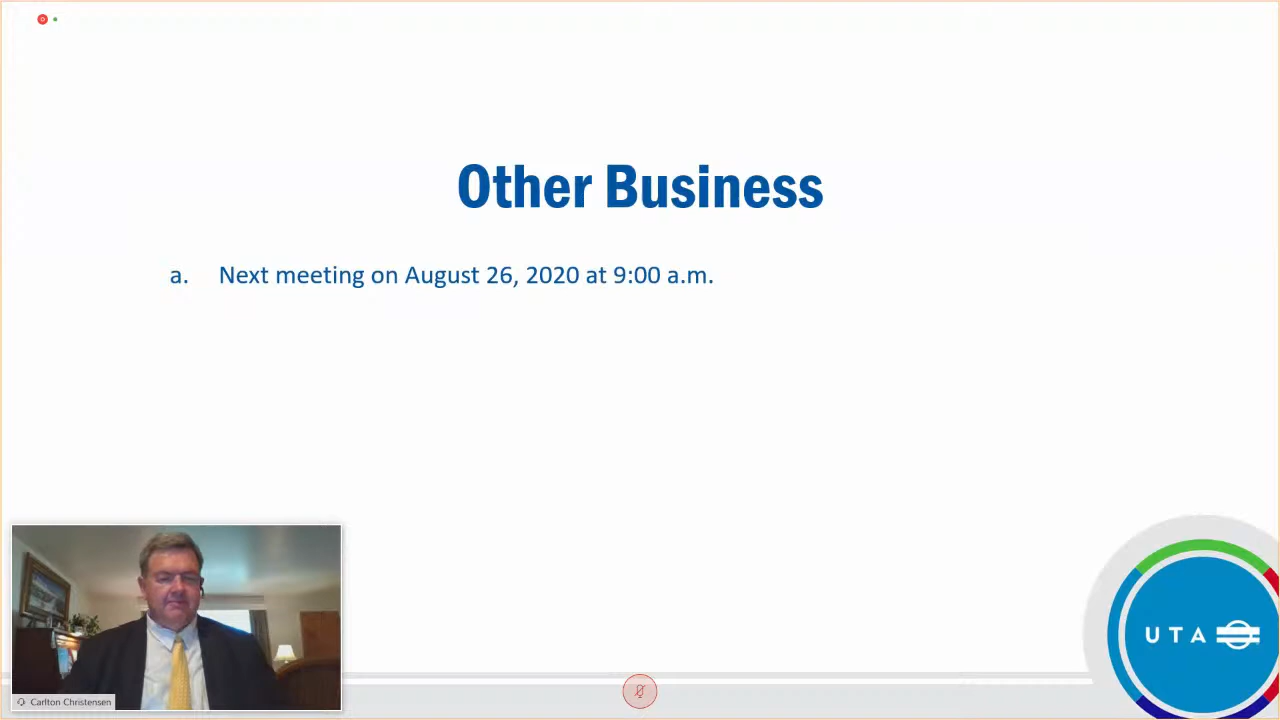 Other Business
a. Next meeting on August 26, 2020 at 9:00 a.m.
Carlton Christensen
UTA